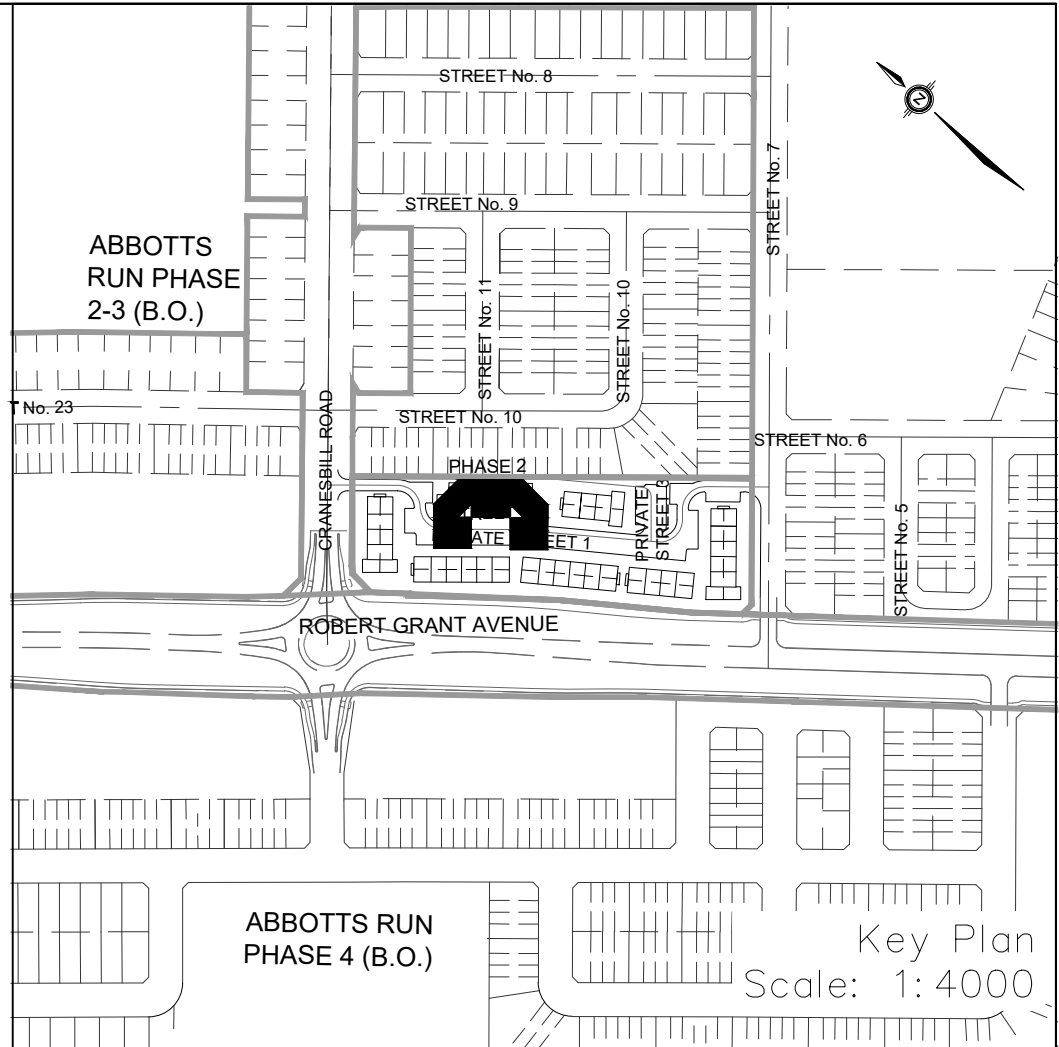 STREET No. 8
N
STREET No. 7
STREET No. 9
ABBOTTS
RUN PHASE
2-3 (B.O.)
STREET No. 11
STREET No. 10
T No. 23
CRANESBILL ROAD
STREET No. 10
STREET No. 6
PHASE 2
PRIVATE
STREET 3
STREET No. 5
ATE EET 1
ROBERT GRANT AVENUE
ABBOTTS RUN
PHASE 4 (B.O.)
Key Plan
Scale: 1:4000